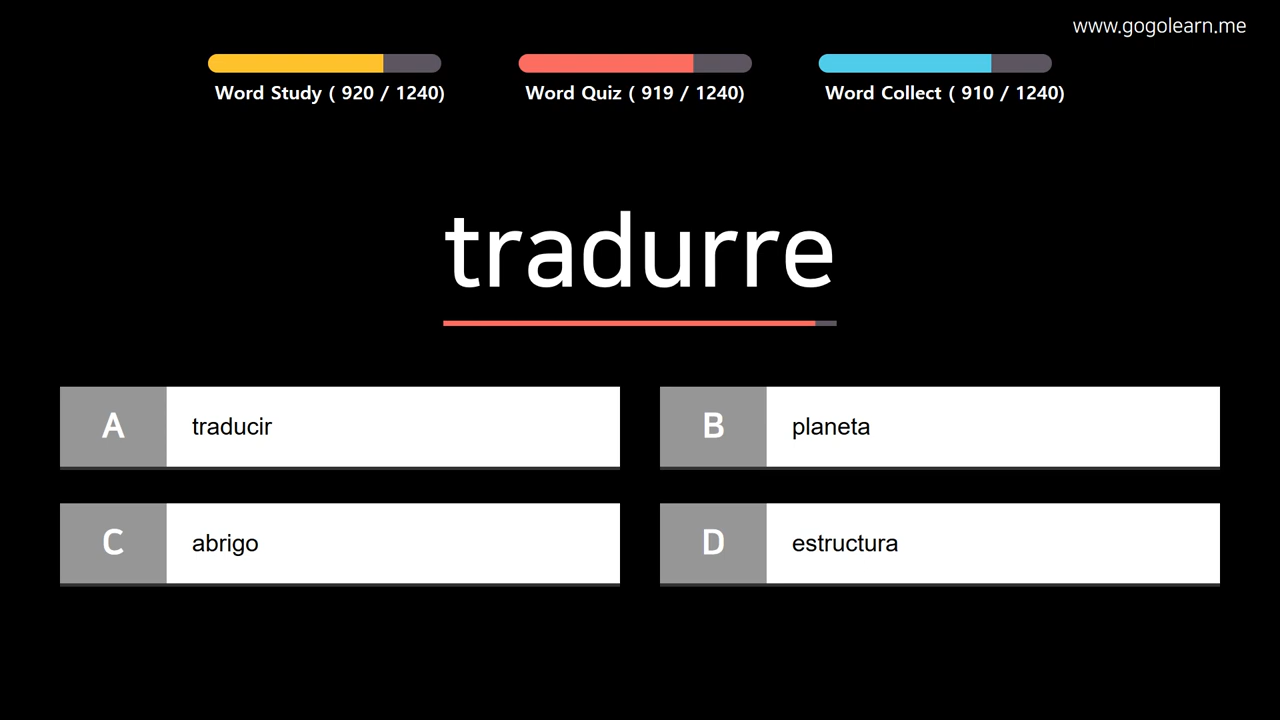 www.gogolearn.me
Word Study ( 920 / 1240)
Word Quiz ( 919 / 1240)
Word Collect ( 910 / 1240)
tradurre
A traducir
B planeta
C abrigo
D estructura